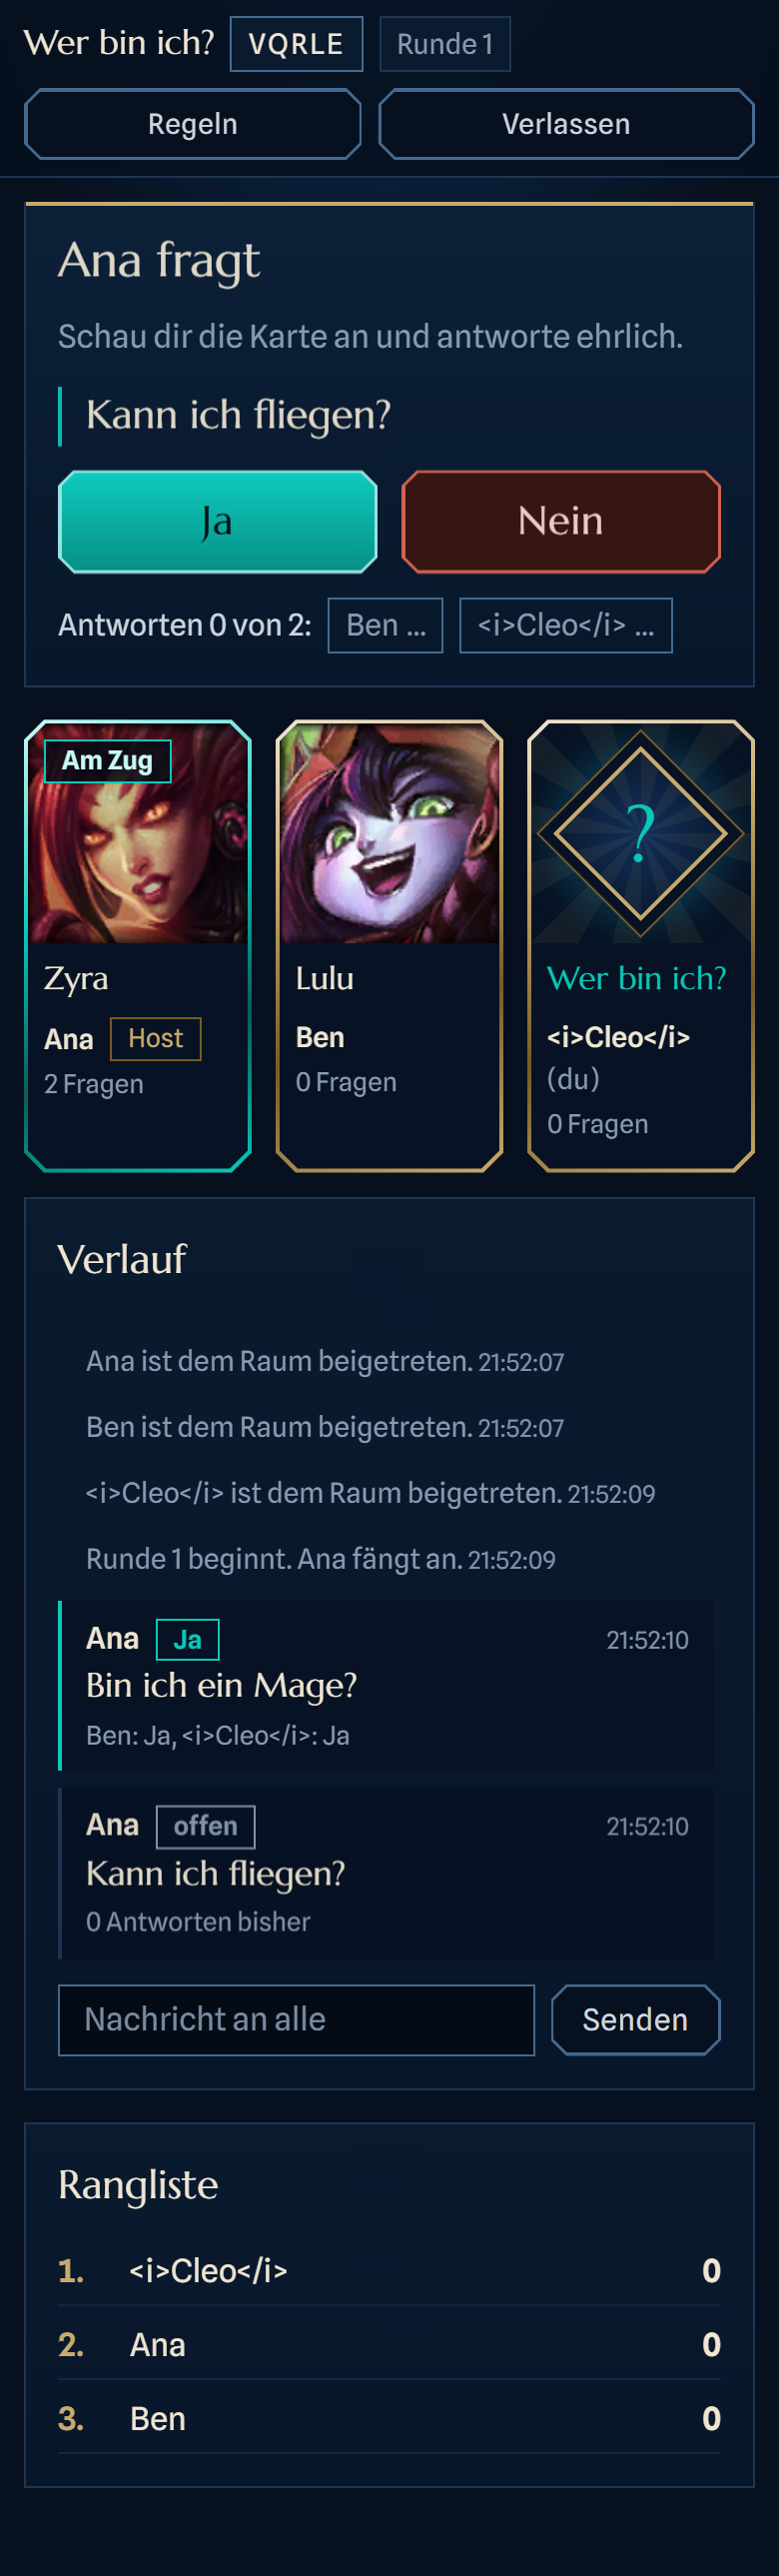 Wer bin ich? VQRLE Runde 1
Regeln Verlassen
Ana fragt
Schau dir die Karte an und antworte ehrlich.
Kann ich fliegen?
Ja Nein
Antworten 0 von 2: Ben ... <i>Cleo</i> ...
Am Zug
?
Zyra
Ana Host
2 Fragen
Lulu
Ben
0 Fragen
Wer bin ich?
<i>Cleo</i>
(du)
0 Fragen
Verlauf
Ana ist dem Raum beigetreten. 21:52:07
Ben ist dem Raum beigetreten. 21:52:07
<i>Cleo</i> ist dem Raum beigetreten. 21:52:09
Runde 1 beginnt. Ana fängt an. 21:52:09
Ana Ja 21:52:10
Bin ich ein Mage?
Ben: Ja, <i>Cleo</i>: Ja
Ana offen 21:52:10
Kann ich fliegen?
0 Antworten bisher
Nachricht an alle Senden
Rangliste
1. <i>Cleo</i> 0
2. Ana 0
3. Ben 0